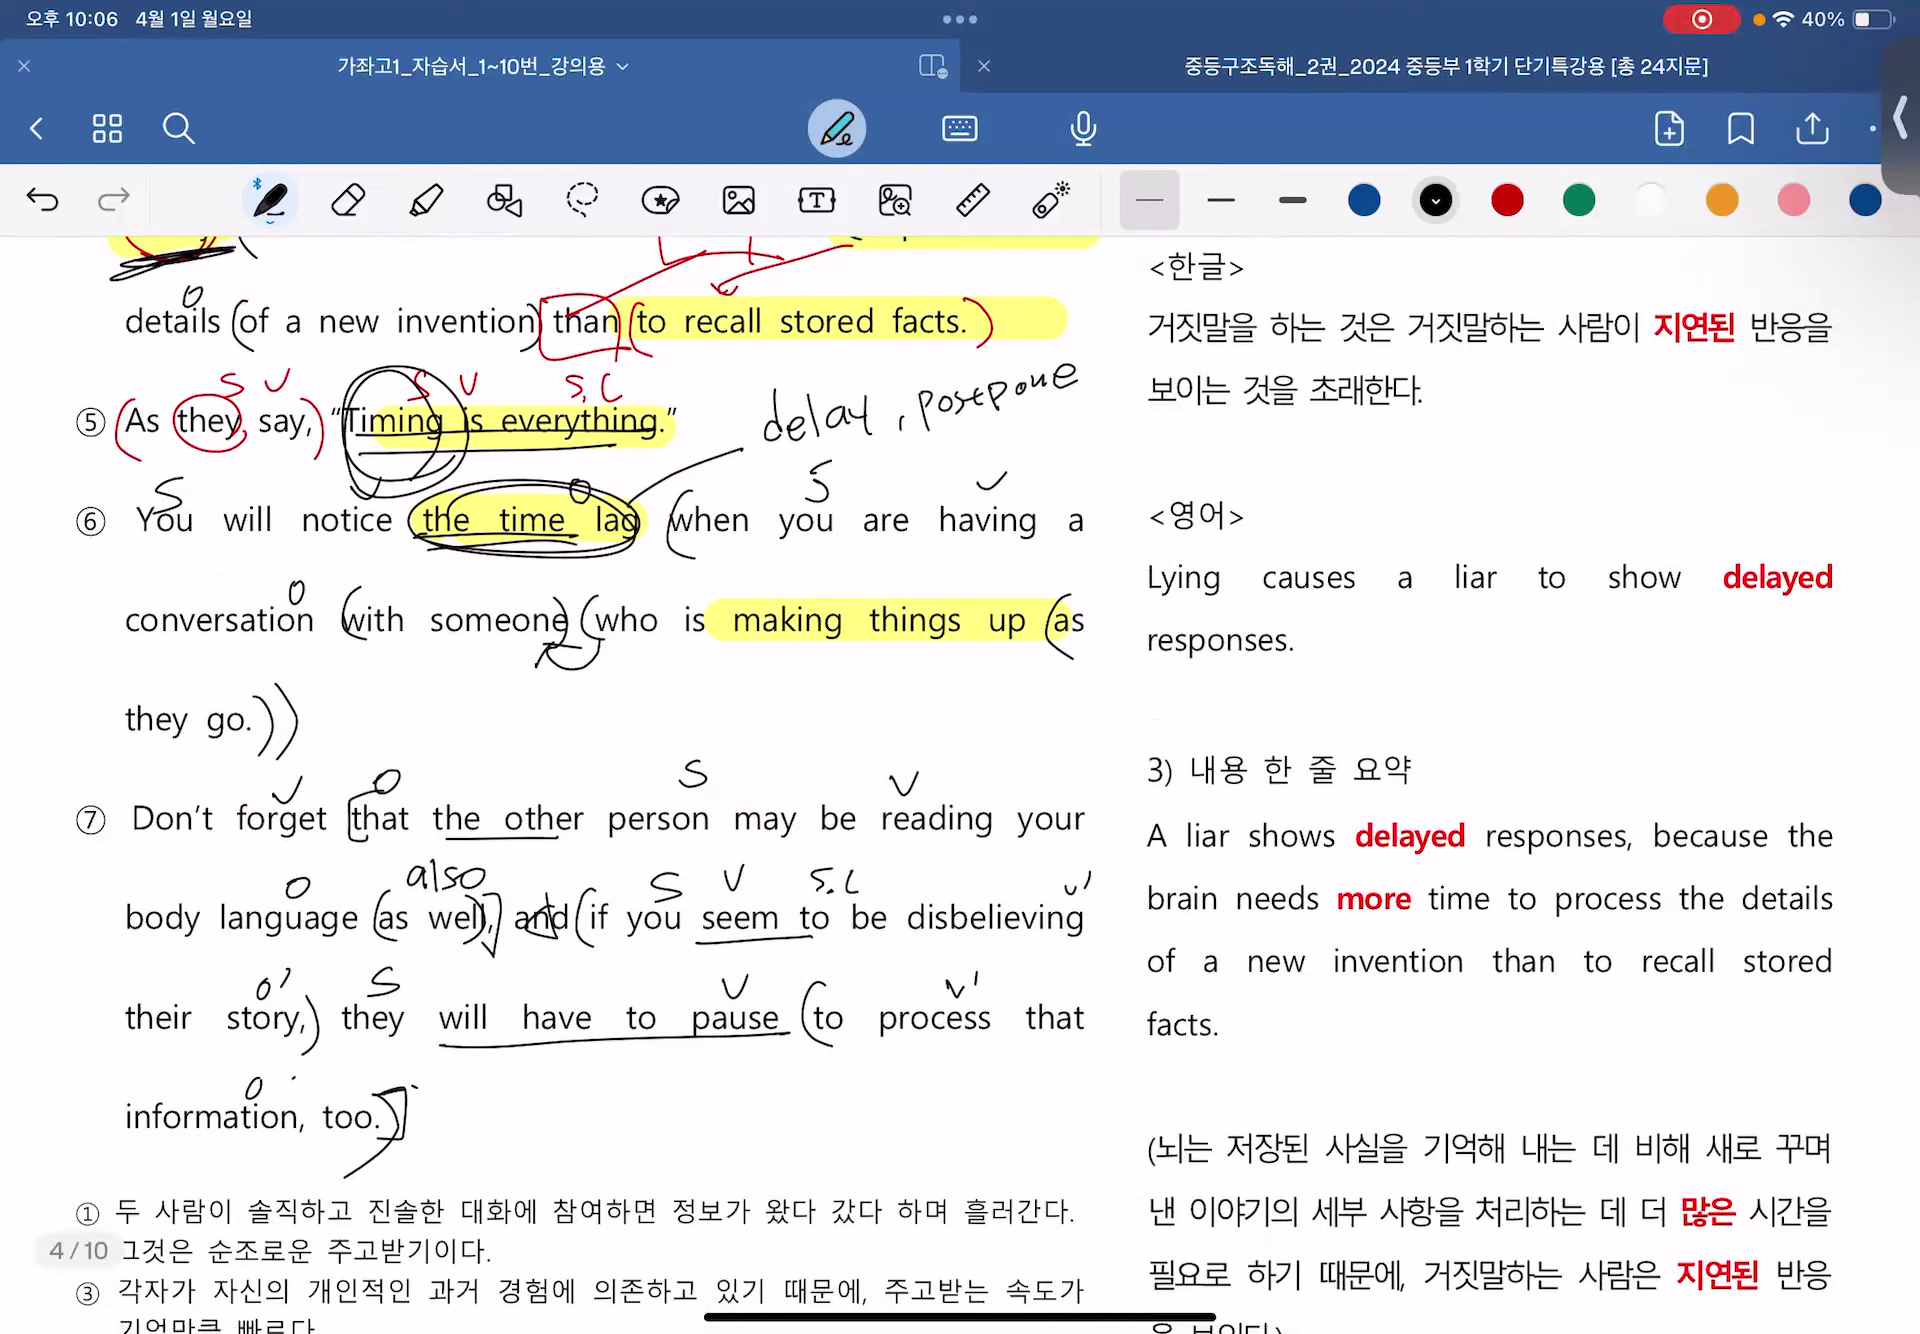 오후 10:06 4월 1일 월요일
40%
가좌고1_자습서_1~10번_강의용
중등구조독해_2권_2024 중등부 1학기 단기특강용 [총 24지문]
O
details (of a new invention) than (to recall stored facts.)
S V S V S.C
⑤ (As they say,) “Timing is everything.”
delay, postpone
S O S V
⑥ You will notice the time lag (when you are having a
O
conversation (with someone) (who is making things up (as
they go.))
V O S V
⑦ Don’t forget [that the other person may be reading your
O also S V S.C v'
body language (as well), and (if you seem to be disbelieving
o' S V v'
their story,) they will have to pause (to process that
O
information, too.)]
① 두 사람이 솔직하고 진솔한 대화에 참여하면 정보가 왔다 갔다 하며 흘러간다.
4 / 10 그것은 순조로운 주고받기이다.
③ 각자가 자신의 개인적인 과거 경험에 의존하고 있기 때문에, 주고받는 속도가
기억만큼 빠르다.
<한글>
거짓말을 하는 것은 거짓말하는 사람이 지연된 반응을
보이는 것을 초래한다.
<영어>
Lying causes a liar to show delayed
responses.
3) 내용 한 줄 요약
A liar shows delayed responses, because the
brain needs more time to process the details
of a new invention than to recall stored
facts.
(뇌는 저장된 사실을 기억해 내는 데 비해 새로 꾸며
낸 이야기의 세부 사항을 처리하는 데 더 많은 시간을
필요로 하기 때문에, 거짓말하는 사람은 지연된 반응
을 보인다)